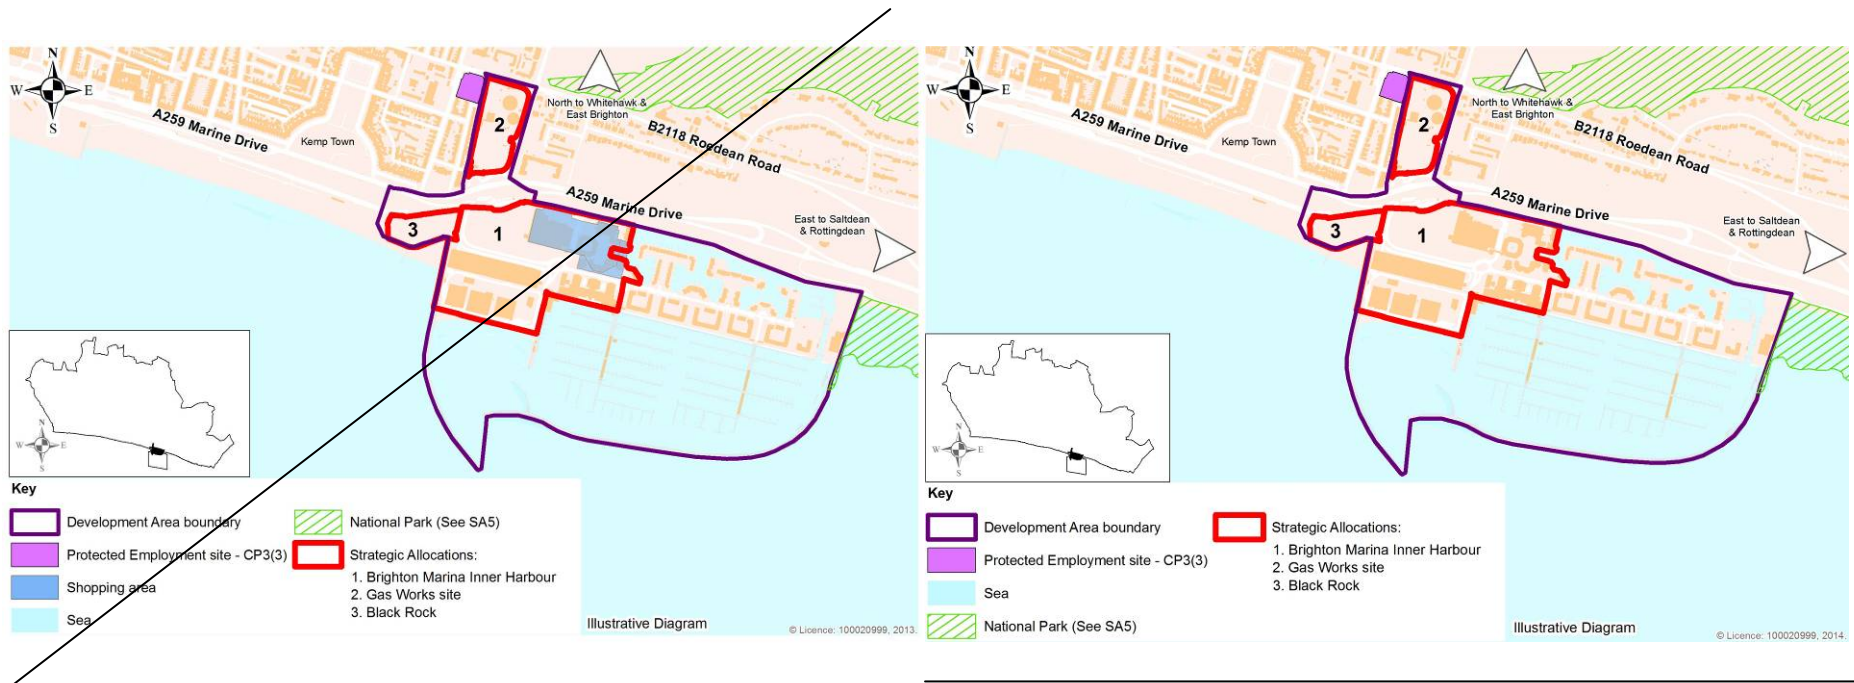 N
W E
S
A259 Marine Drive
Kemp Town
2
North to Whitehawk &
East Brighton
B2118 Roedean Road
A259 Marine Drive
East to Saltdean
& Rottingdean
3
1
N
W E
S
Key
Development Area boundary
Protected Employment site - CP3(3)
Shopping area
Sea
National Park (See SA5)
Strategic Allocations:
1. Brighton Marina Inner Harbour
2. Gas Works site
3. Black Rock
Illustrative Diagram
© Licence: 100020999, 2013.
N
W E
S
A259 Marine Drive
Kemp Town
2
North to Whitehawk &
East Brighton
B2118 Roedean Road
A259 Marine Drive
East to Saltdean
& Rottingdean
3
1
N
W E
S
Key
Development Area boundary
Protected Employment site - CP3(3)
Sea
National Park (See SA5)
Strategic Allocations:
1. Brighton Marina Inner Harbour
2. Gas Works site
3. Black Rock
Illustrative Diagram
© Licence: 100020999, 2014.